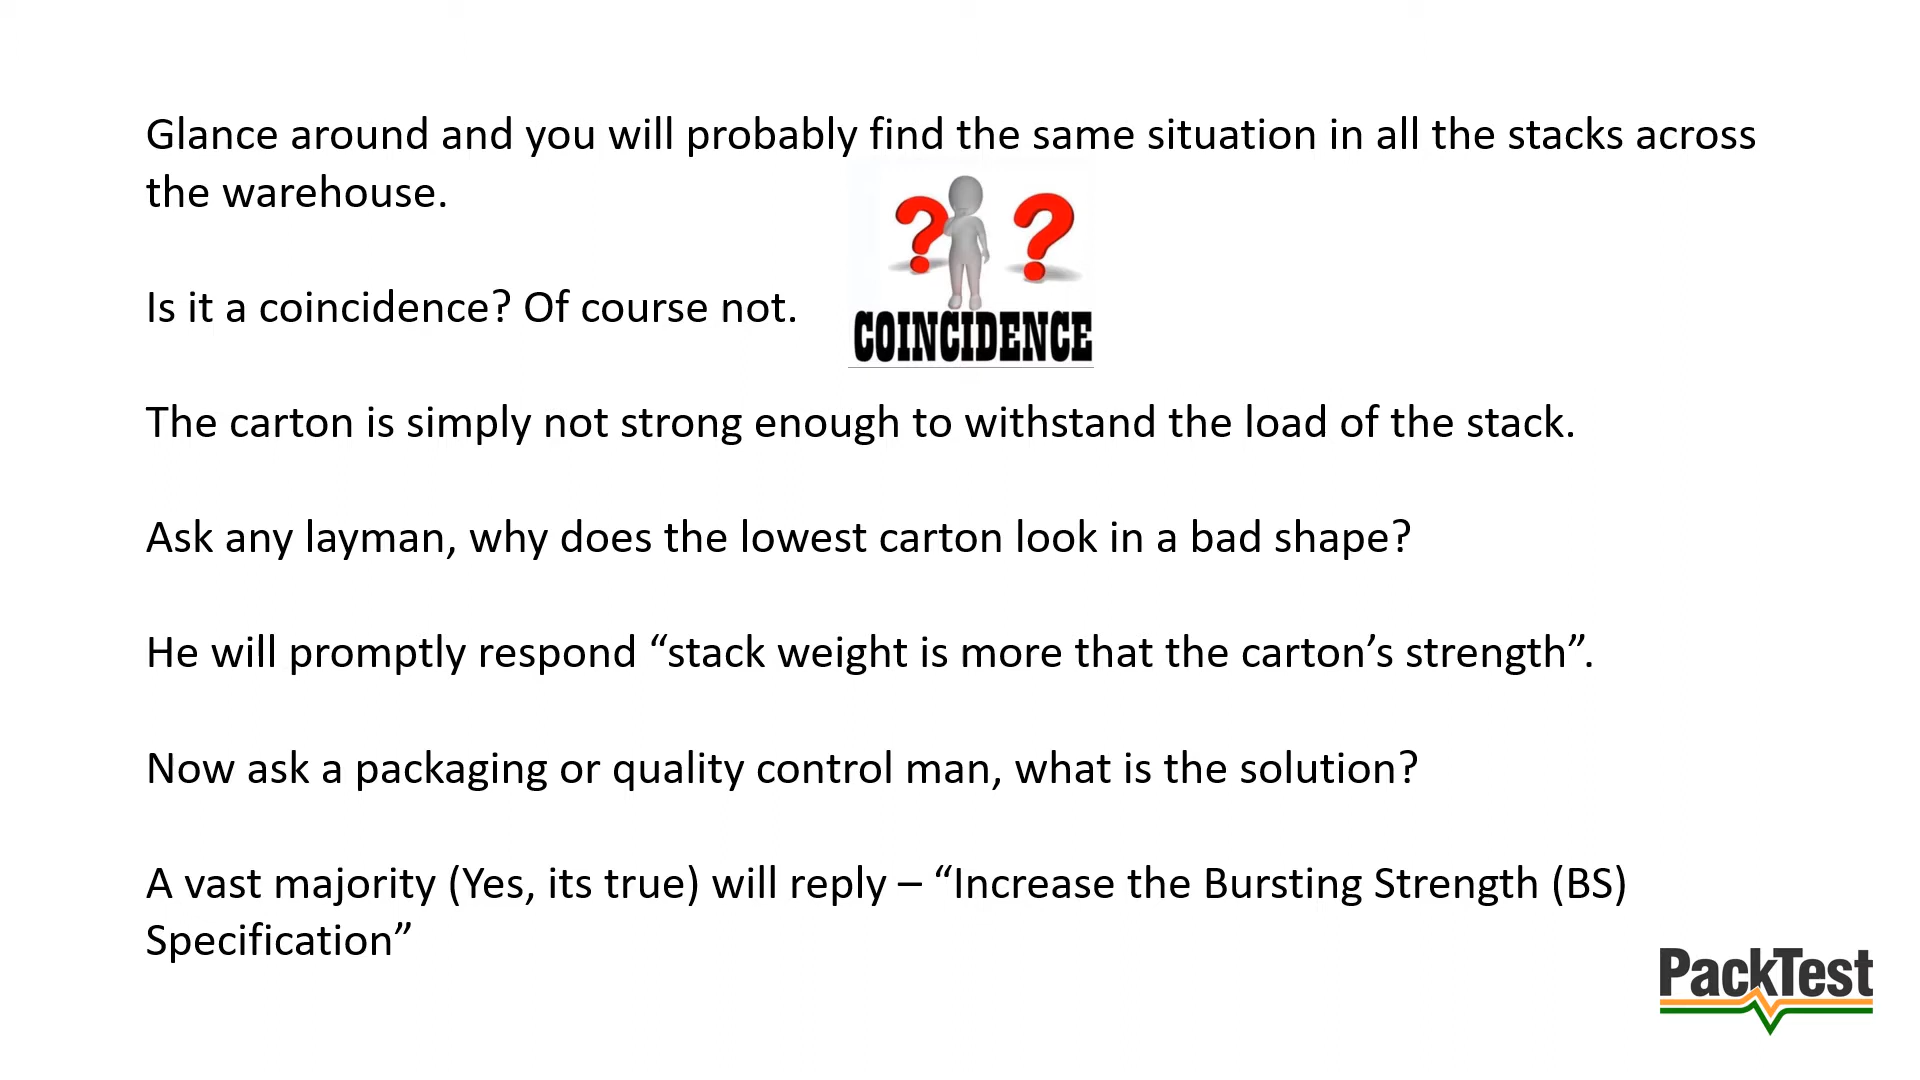 Glance around and you will probably find the same situation in all the stacks across
the warehouse.
? ?
Is it a coincidence? Of course not.
COINCIDENCE
The carton is simply not strong enough to withstand the load of the stack.
Ask any layman, why does the lowest carton look in a bad shape?
He will promptly respond “stack weight is more that the carton’s strength”.
Now ask a packaging or quality control man, what is the solution?
A vast majority (Yes, its true) will reply – “Increase the Bursting Strength (BS)
Specification”
PackTest